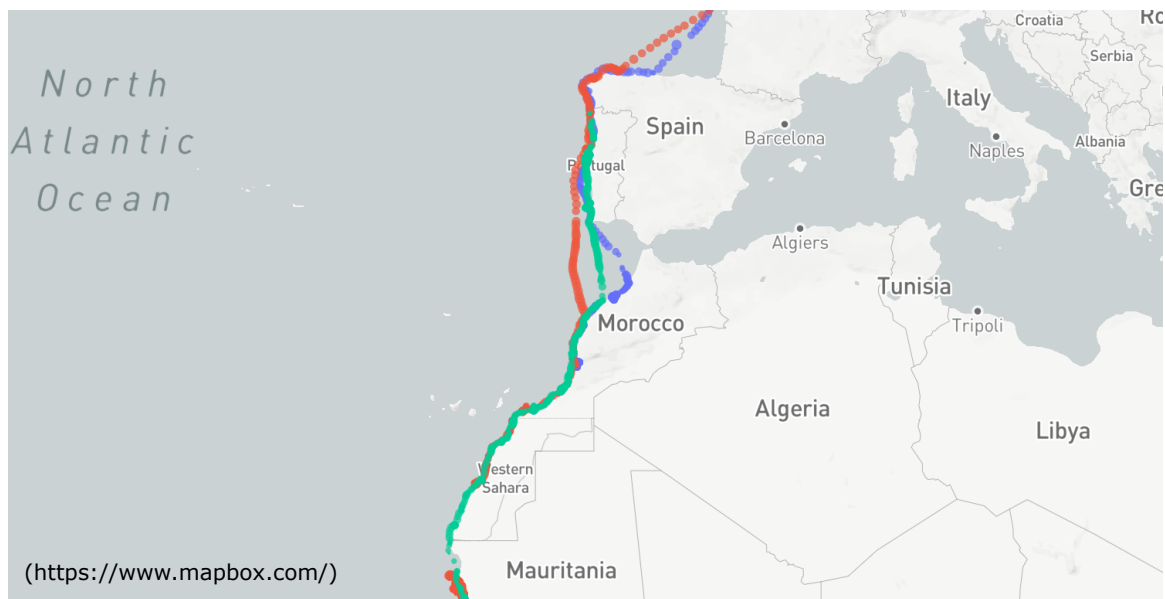 Croatia
Ro
Serbia
North
Atlantic
Ocean
Italy
Spain
Barcelona
Naples
Albania
Portugal
Gre
Algiers
Tunisia
Morocco
Tripoli
Algeria
Libya
Western
Sahara
Mauritania
(https://www.mapbox.com/)